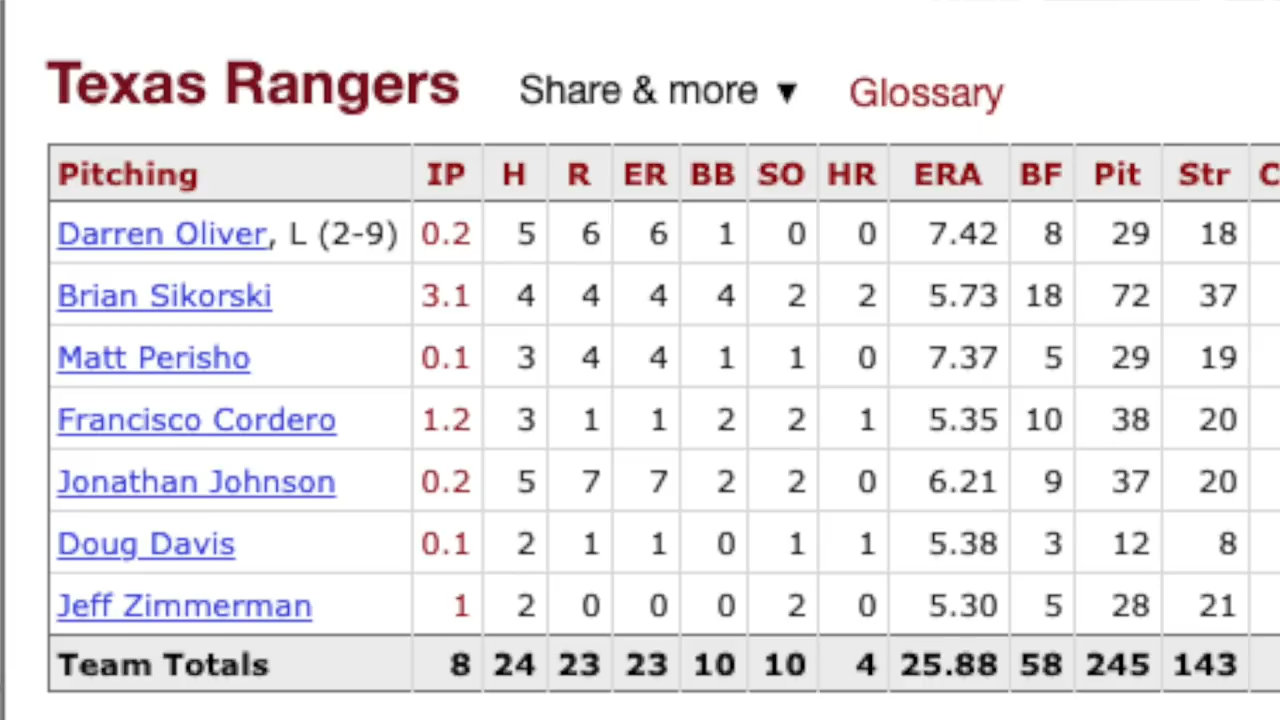 Texas Rangers Share & more ▼ Glossary
Pitching IP H R ER BB SO HR ERA BF Pit Str C
Darren Oliver, L (2-9) 0.2 5 6 6 1 0 0 7.42 8 29 18
Brian Sikorski 3.1 4 4 4 4 2 2 5.73 18 72 37
Matt Perisho 0.1 3 4 4 1 1 0 7.37 5 29 19
Francisco Cordero 1.2 3 1 1 2 2 1 5.35 10 38 20
Jonathan Johnson 0.2 5 7 7 2 2 0 6.21 9 37 20
Doug Davis 0.1 2 1 1 0 1 1 5.38 3 12 8
Jeff Zimmerman 1 2 0 0 0 2 0 5.30 5 28 21
Team Totals 8 24 23 23 10 10 4 25.88 58 245 143